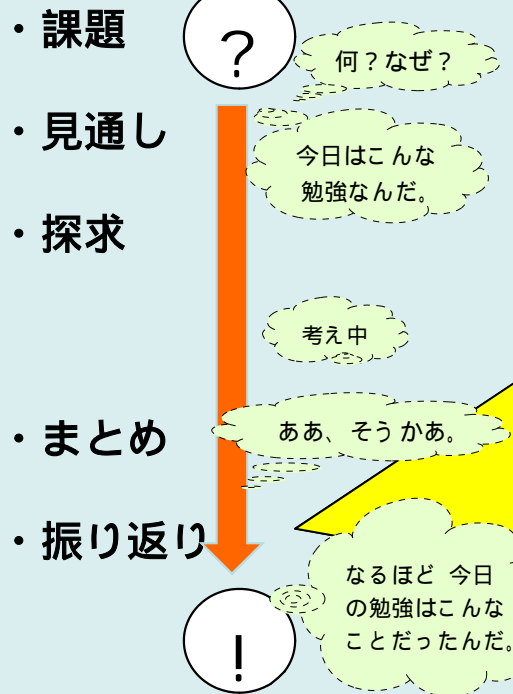 ・課題
?
何？なぜ？
・見通し
今日はこんな
勉強なんだ。
・探求
考え中
・まとめ
ああ、そうかあ。
・振り返り
なるほど 今日
の勉強はこんな
ことだったんだ。
!